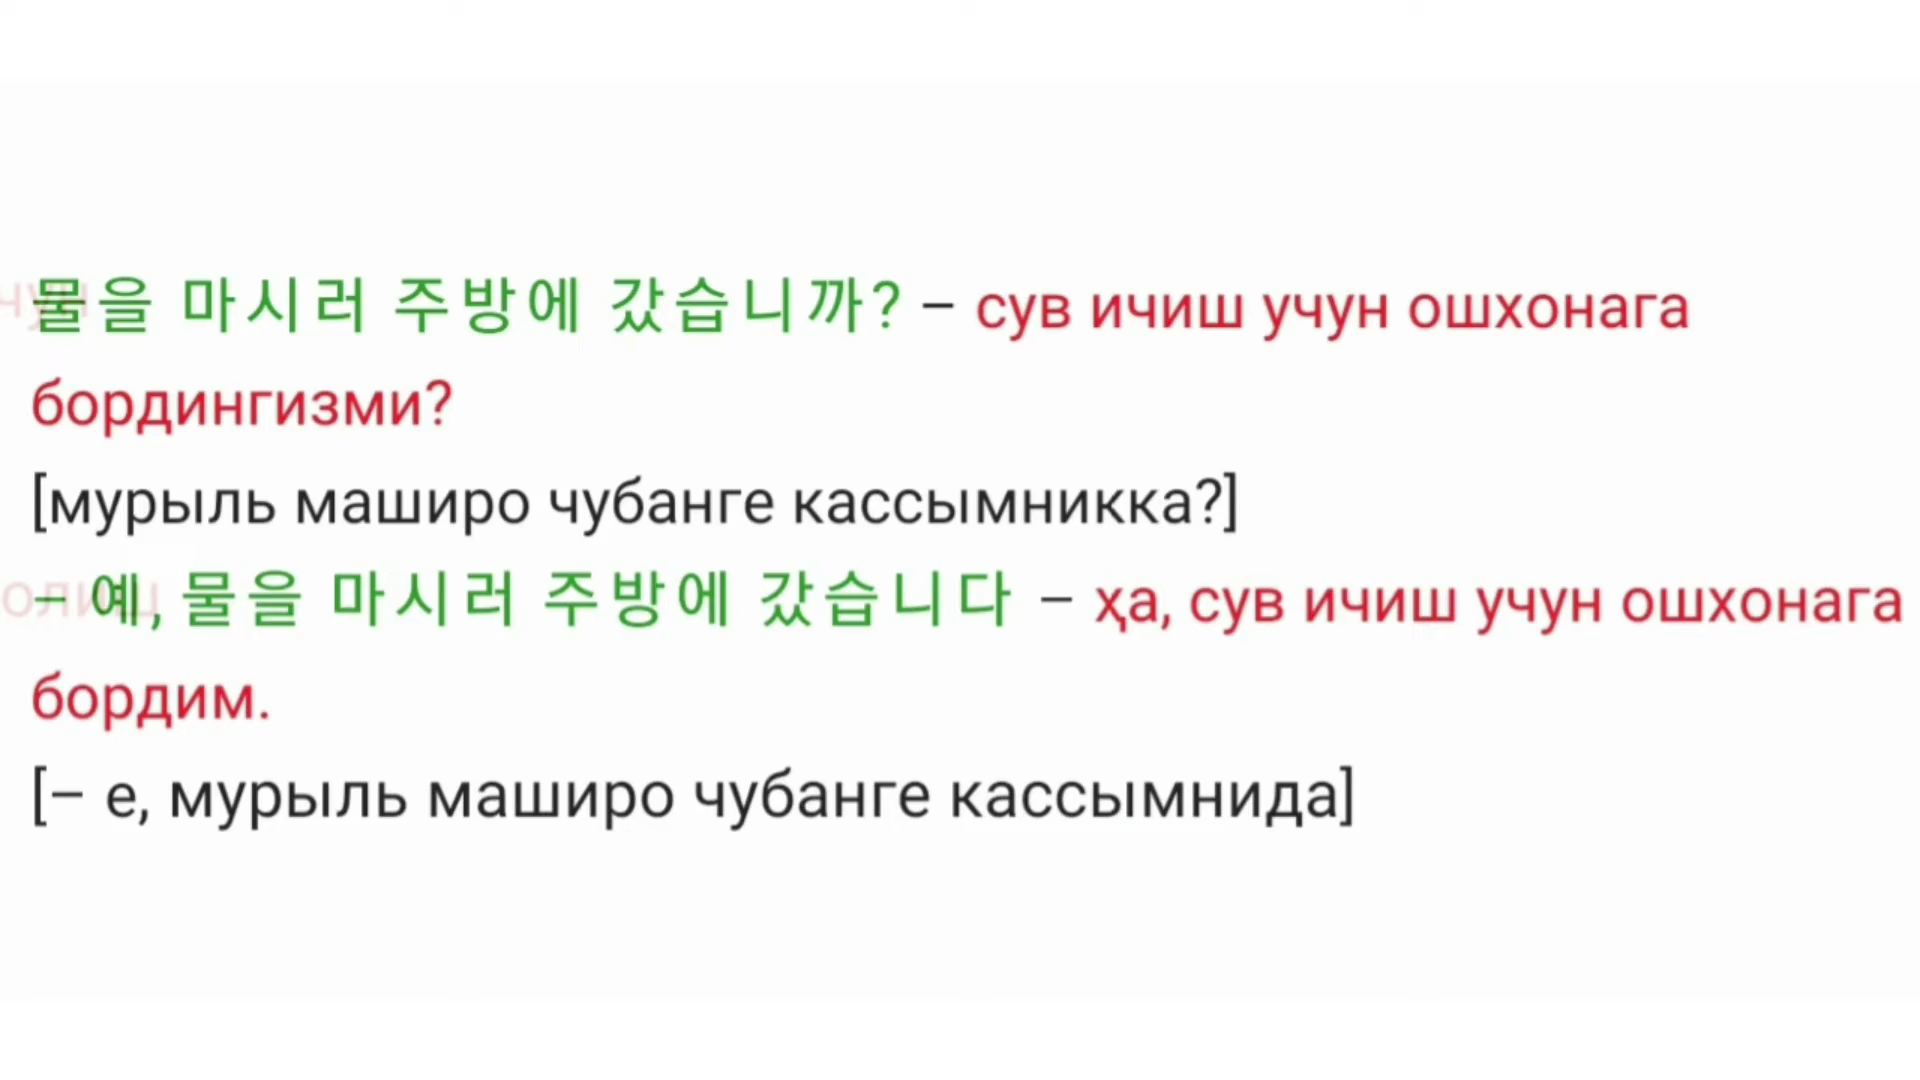 물을 마시러 주방에 갔습니까? – сув ичиш учун ошхонага
бордингизми?
[мурыль маширо чубанге кассымникка?]
– 예, 물을 마시러 주방에 갔습니다 – ҳа, сув ичиш учун ошхонага
бордим.
[– е, мурыль маширо чубанге кассымнида]